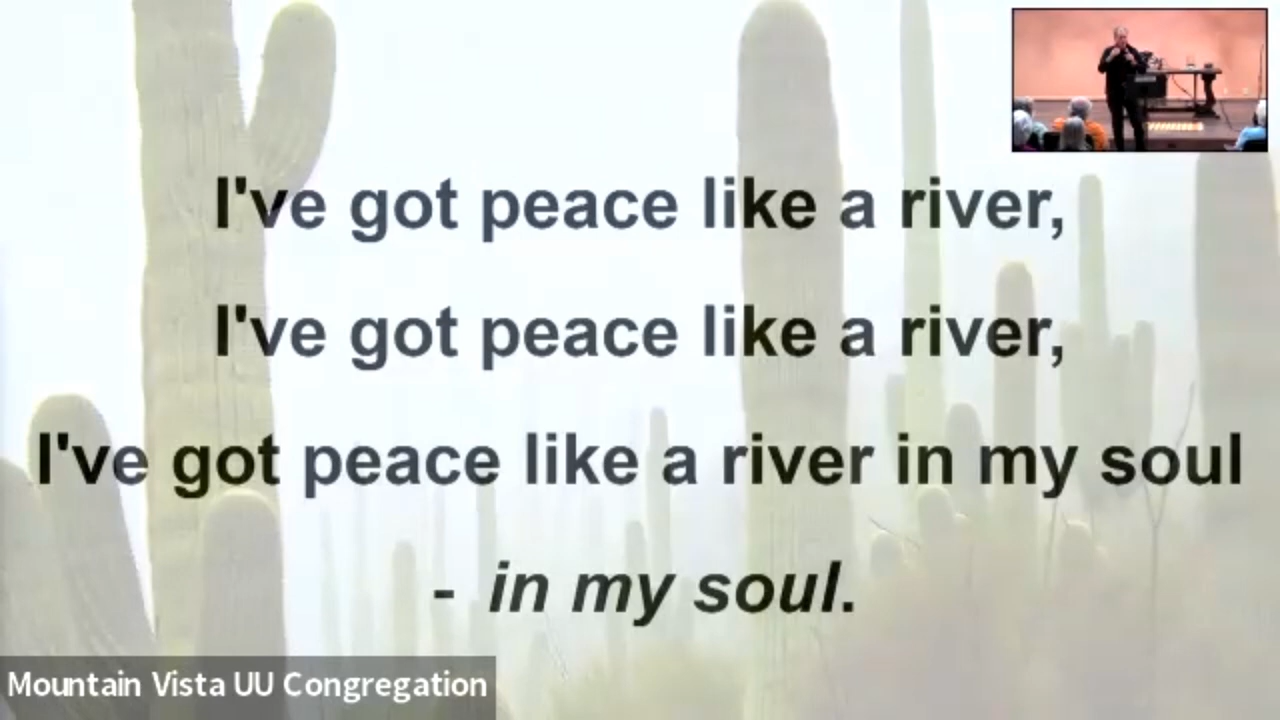 I've got peace like a river,
I've got peace like a river,
I've got peace like a river in my soul
- in my soul.
Mountain Vista UU Congregation